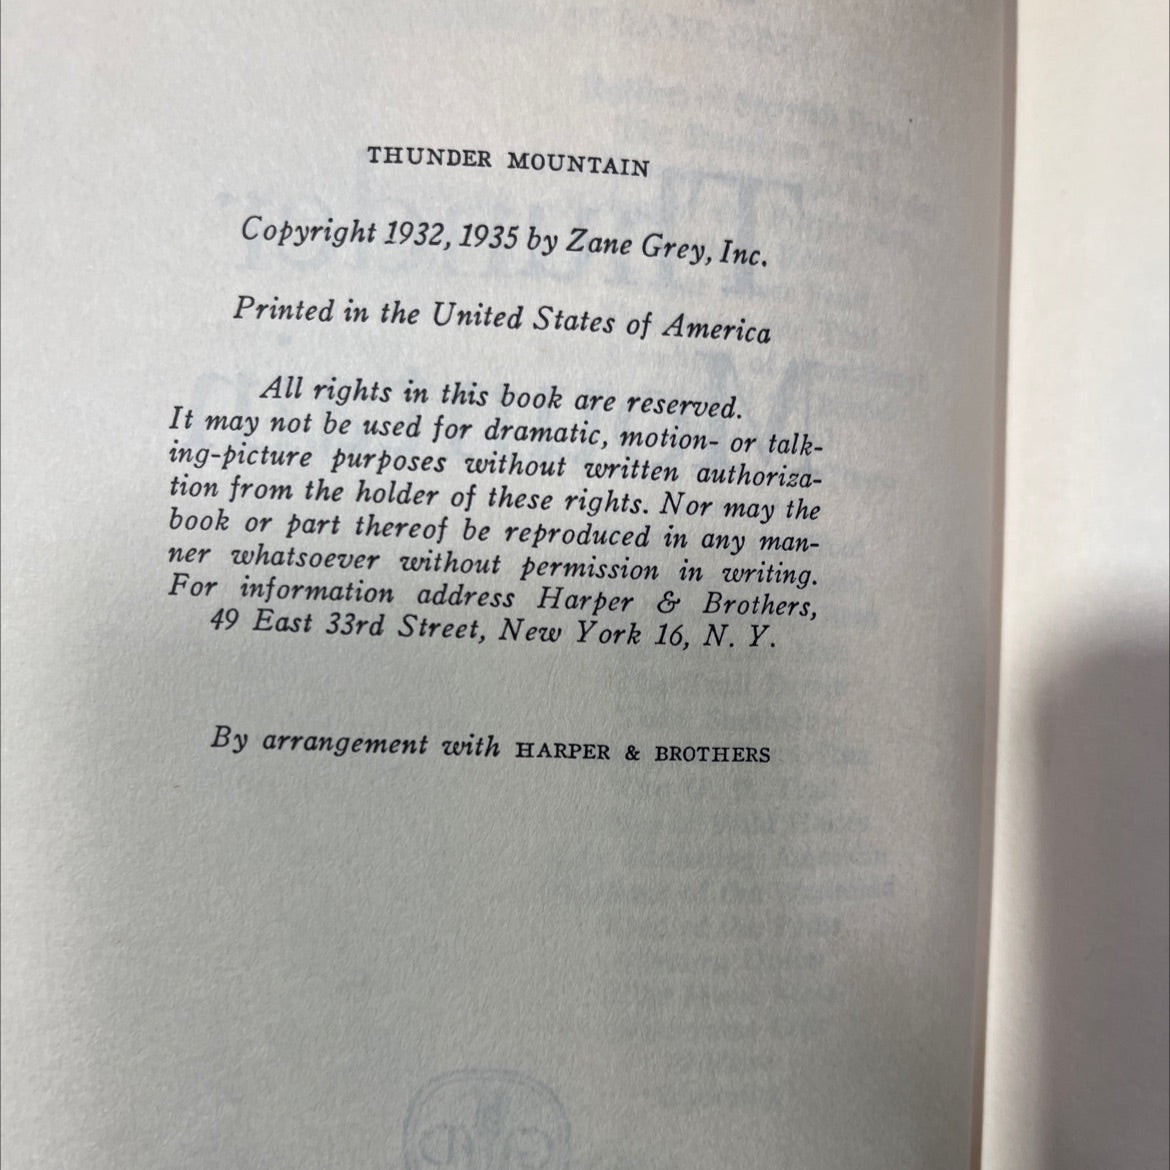 THUNDER MOUNTAIN
Copyright 1932, 1935 by Zane Grey, Inc.
Printed in the United States of America
All rights in this book are reserved.
It may not be used for dramatic, motion- or talk-
ing-picture purposes without written authoriza-
tion from the holder of these rights. Nor may the
book or part thereof be reproduced in any man-
ner whatsoever without permission in writing.
For information address Harper & Brothers,
49 East 33rd Street, New York 16, N. Y.
By arrangement with HARPER & BROTHERS